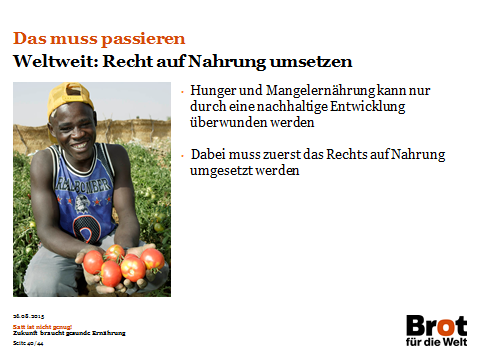 Das muss passieren
Weltweit: Recht auf Nahrung umsetzen
• Hunger und Mangelernährung kann nur
durch eine nachhaltige Entwicklung
überwunden werden
• Dabei muss zuerst das Rechts auf Nahrung
umgesetzt werden
26.08.2015
Satt ist nicht genug!
Zukunft braucht gesunde Ernährung
Seite 40/44
Brot
für die Welt